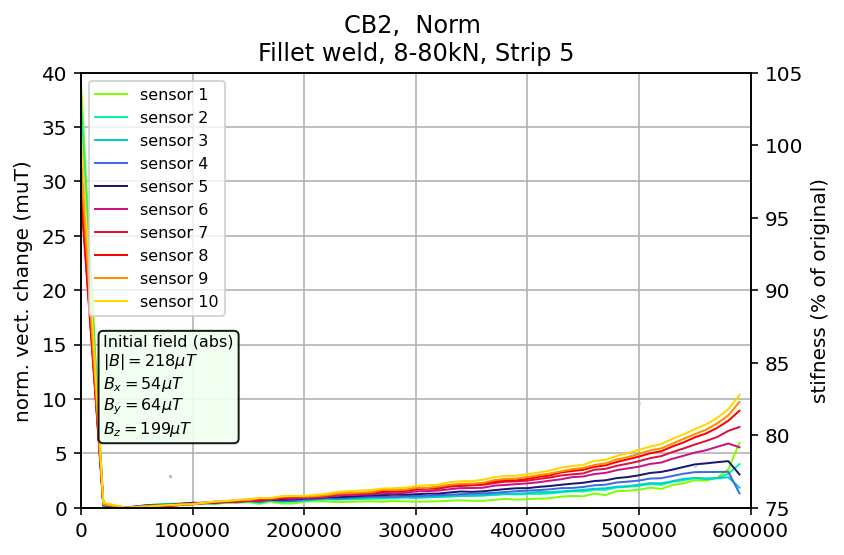 CB2,  Norm
Fillet weld, 8-80kN, Strip 5
norm. vect. change (muT)
40
35
30
25
20
15
10
5
0
sensor 1
sensor 2
sensor 3
sensor 4
sensor 5
sensor 6
sensor 7
sensor 8
sensor 9
sensor 10
Initial field (abs)
|B| = 218μT
Bₓ = 54μT
B_y = 64μT
B_z = 199μT
105
100
95
90
85
80
75
stifness (% of original)
0 100000 200000 300000 400000 500000 600000